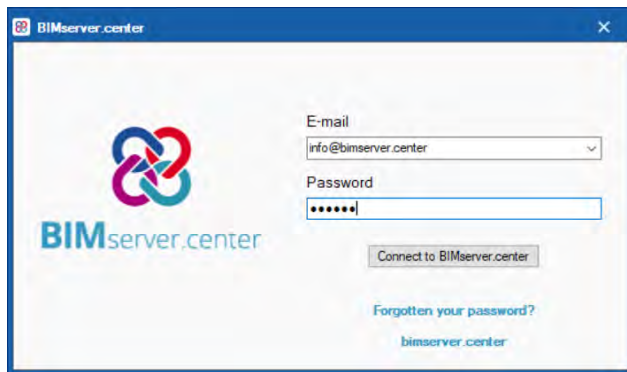 BIMserver.center
E-mail
info@bimserver.center
Password
••••••
BIMserver.center
Connect to BIMserver.center
Forgotten your password?
bimserver.center